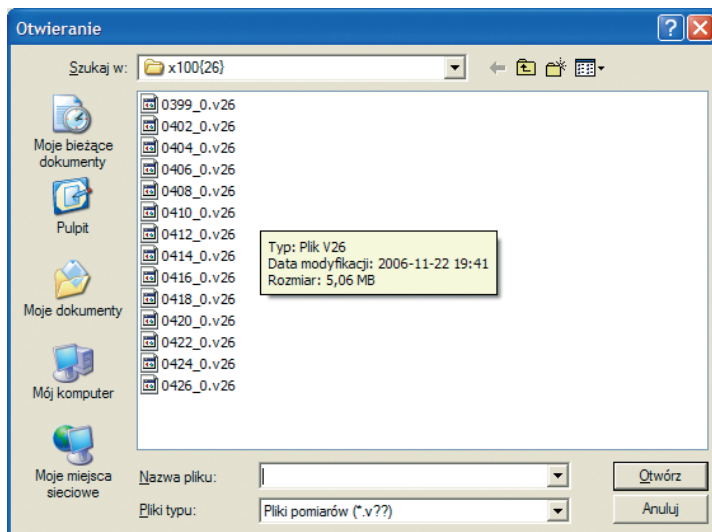 Otwieranie
Szukaj w:
x100{26}
0399_0.v26
0402_0.v26
0404_0.v26
0406_0.v26
0408_0.v26
0410_0.v26
0412_0.v26
0414_0.v26
0416_0.v26
0418_0.v26
0420_0.v26
0422_0.v26
0424_0.v26
0426_0.v26
Typ: Plik V26
Data modyfikacji: 2006-11-22 19:41
Rozmiar: 5,06 MB
Moje bieżące
dokumenty
Pulpit
Moje dokumenty
Mój komputer
Moje miejsca
sieciowe
Nazwa pliku:
Otwórz
Pliki typu:
Pliki pomiarów (*.v??)
Anuluj